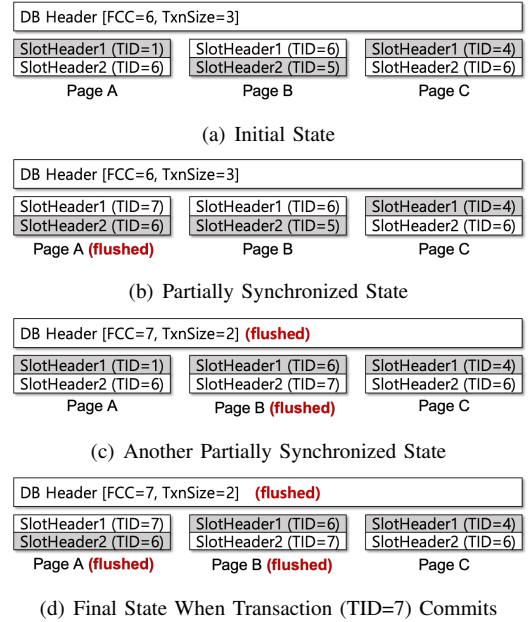 DB Header [FCC=6, TxnSize=3]
SlotHeader1 (TID=1) SlotHeader1 (TID=6) SlotHeader1 (TID=4)
SlotHeader2 (TID=6) SlotHeader2 (TID=5) SlotHeader2 (TID=6)
Page A Page B Page C
(a) Initial State
DB Header [FCC=6, TxnSize=3]
SlotHeader1 (TID=7) SlotHeader1 (TID=6) SlotHeader1 (TID=4)
SlotHeader2 (TID=6) SlotHeader2 (TID=5) SlotHeader2 (TID=6)
Page A (flushed) Page B Page C
(b) Partially Synchronized State
DB Header [FCC=7, TxnSize=2] (flushed)
SlotHeader1 (TID=1) SlotHeader1 (TID=6) SlotHeader1 (TID=4)
SlotHeader2 (TID=6) SlotHeader2 (TID=7) SlotHeader2 (TID=6)
Page A Page B (flushed) Page C
(c) Another Partially Synchronized State
DB Header [FCC=7, TxnSize=2] (flushed)
SlotHeader1 (TID=7) SlotHeader1 (TID=6) SlotHeader1 (TID=4)
SlotHeader2 (TID=6) SlotHeader2 (TID=7) SlotHeader2 (TID=6)
Page A (flushed) Page B (flushed) Page C
(d) Final State When Transaction (TID=7) Commits